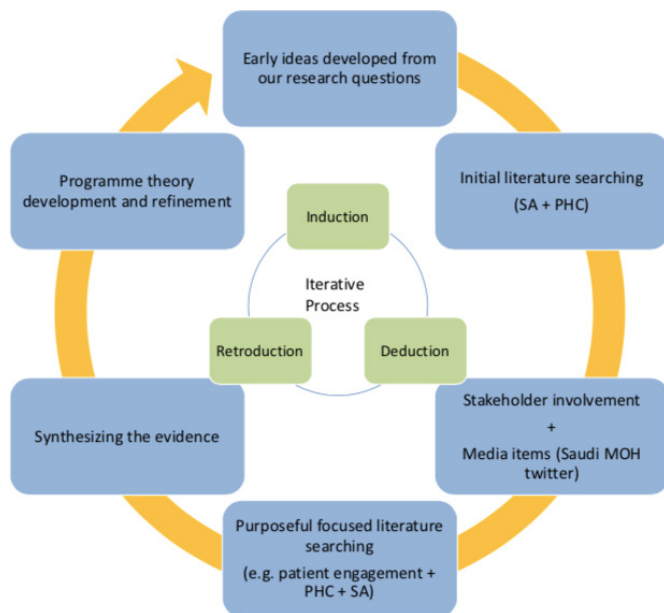 Early ideas developed from
our research questions
Initial literature searching
(SA + PHC)
Stakeholder involvement
+
Media items (Saudi MOH
twitter)
Purposeful focused literature
searching
(e.g. patient engagement +
PHC + SA)
Synthesizing the evidence
Programme theory
development and refinement
Induction
Iterative
Process
Retroduction
Deduction